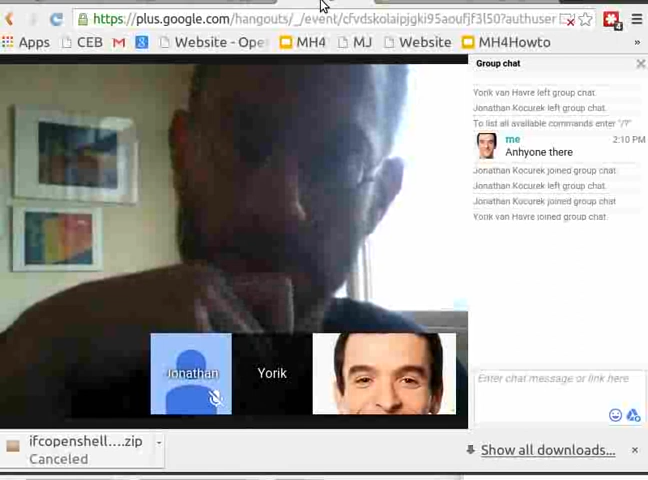 https://plus.google.com/hangouts/_/event/cfvdskolaipjgki95aoufjf3l50?authuser
Apps CEB Website - Ope MH4 MJ Website MH4Howto »
Group chat
Yorik van Havre left group chat.
Jonathan Kocurek left group chat.
To list all available commands enter "/?"
me 2:10 PM
Anhyone there
Jonathan Kocurek joined group chat.
Jonathan Kocurek left group chat.
Jonathan Kocurek joined group chat.
Yorik van Havre joined group chat.
Jonathan
Yorik
Enter chat message or link here
ifcopenshell....zip
Canceled
Show all downloads...